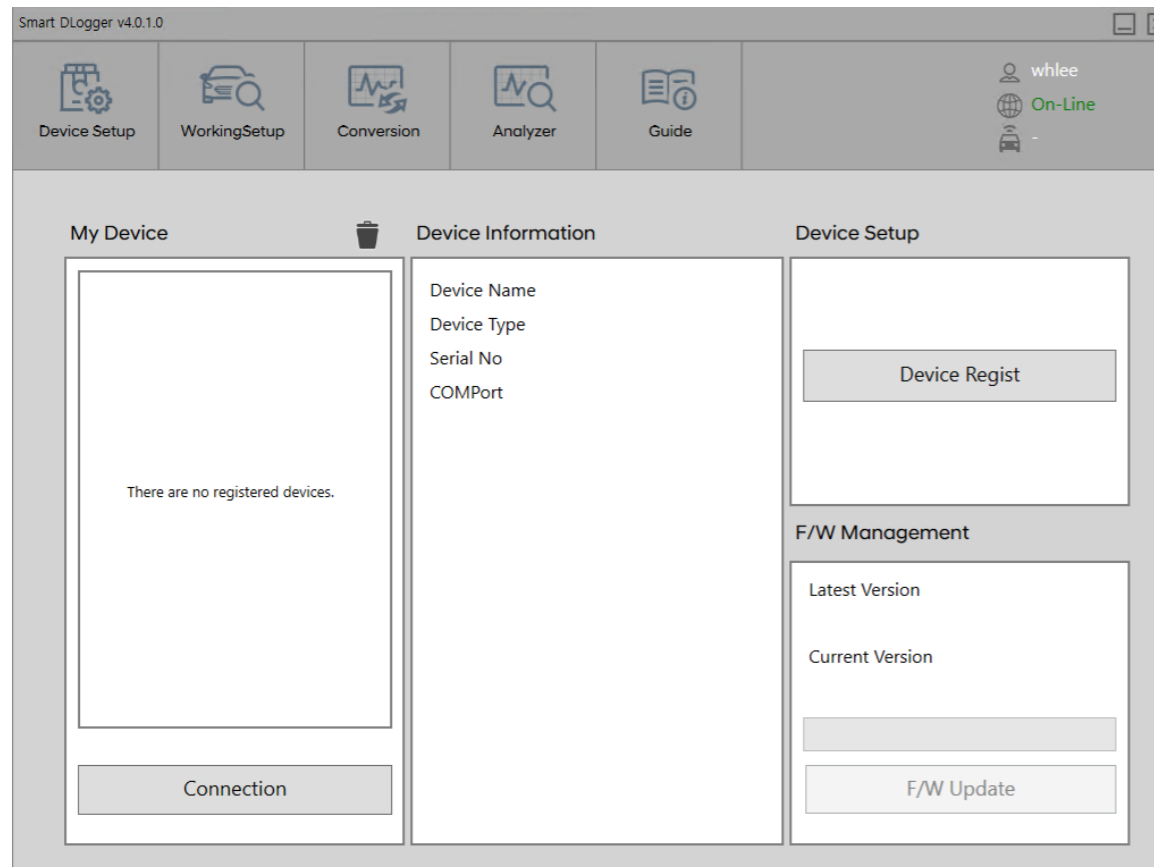 Smart DLogger v4.0.1.0
Device Setup
WorkingSetup
Conversion
Analyzer
Guide
whlee
On-Line
-
My Device
Device Information
Device Setup
There are no registered devices.
Connection
Device Name
Device Type
Serial No
COMPort
Device Regist
F/W Management
Latest Version
Current Version
F/W Update